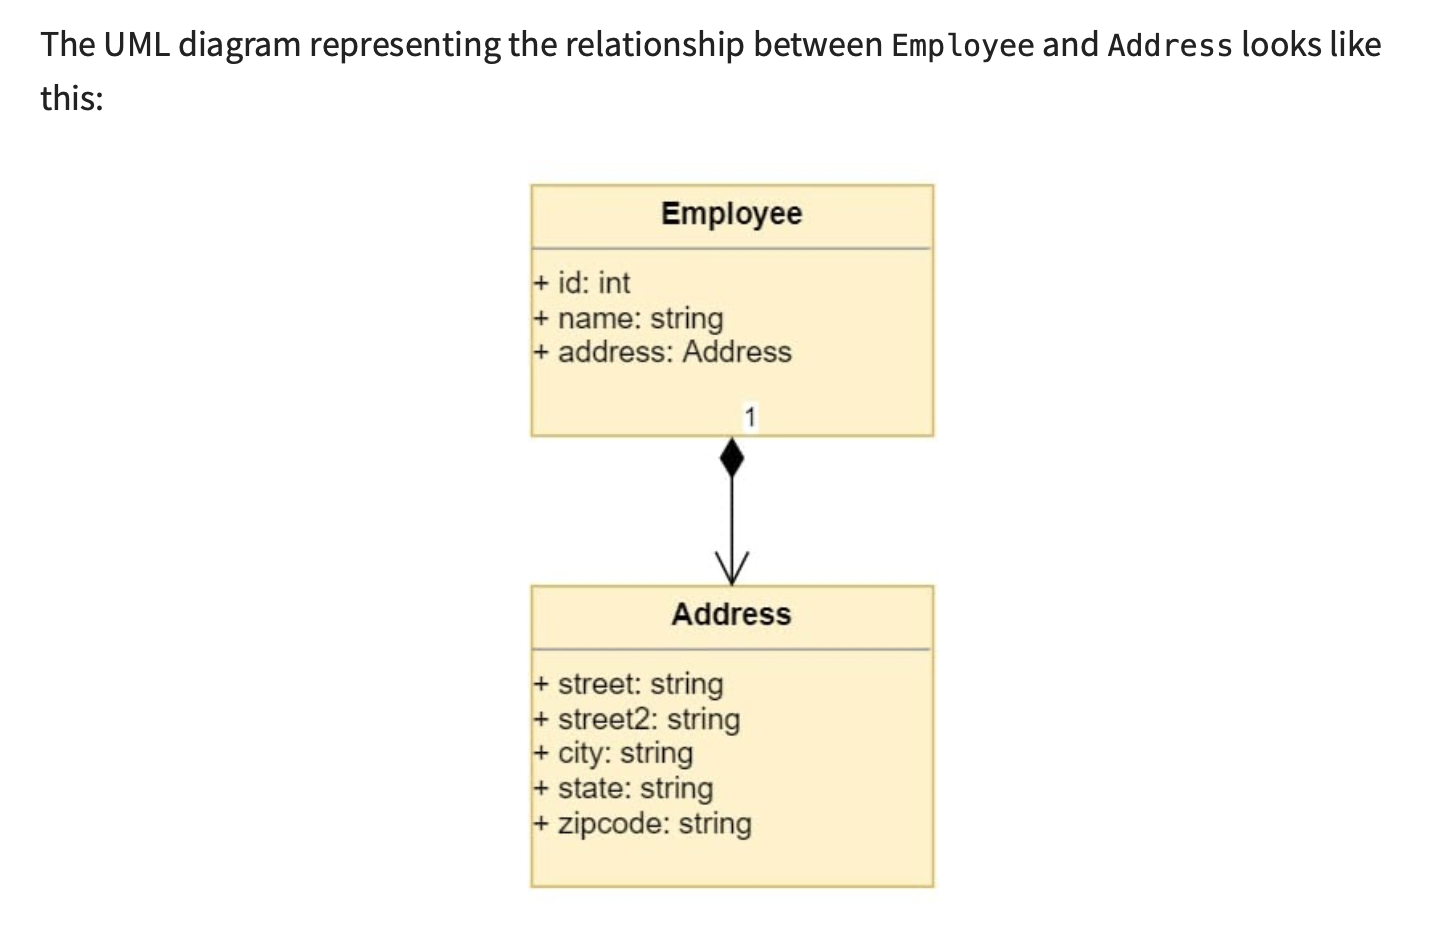 The UML diagram representing the relationship between Employee and Address looks like
this:
Employee
+ id: int
+ name: string
+ address: Address
1
Address
+ street: string
+ street2: string
+ city: string
+ state: string
+ zipcode: string